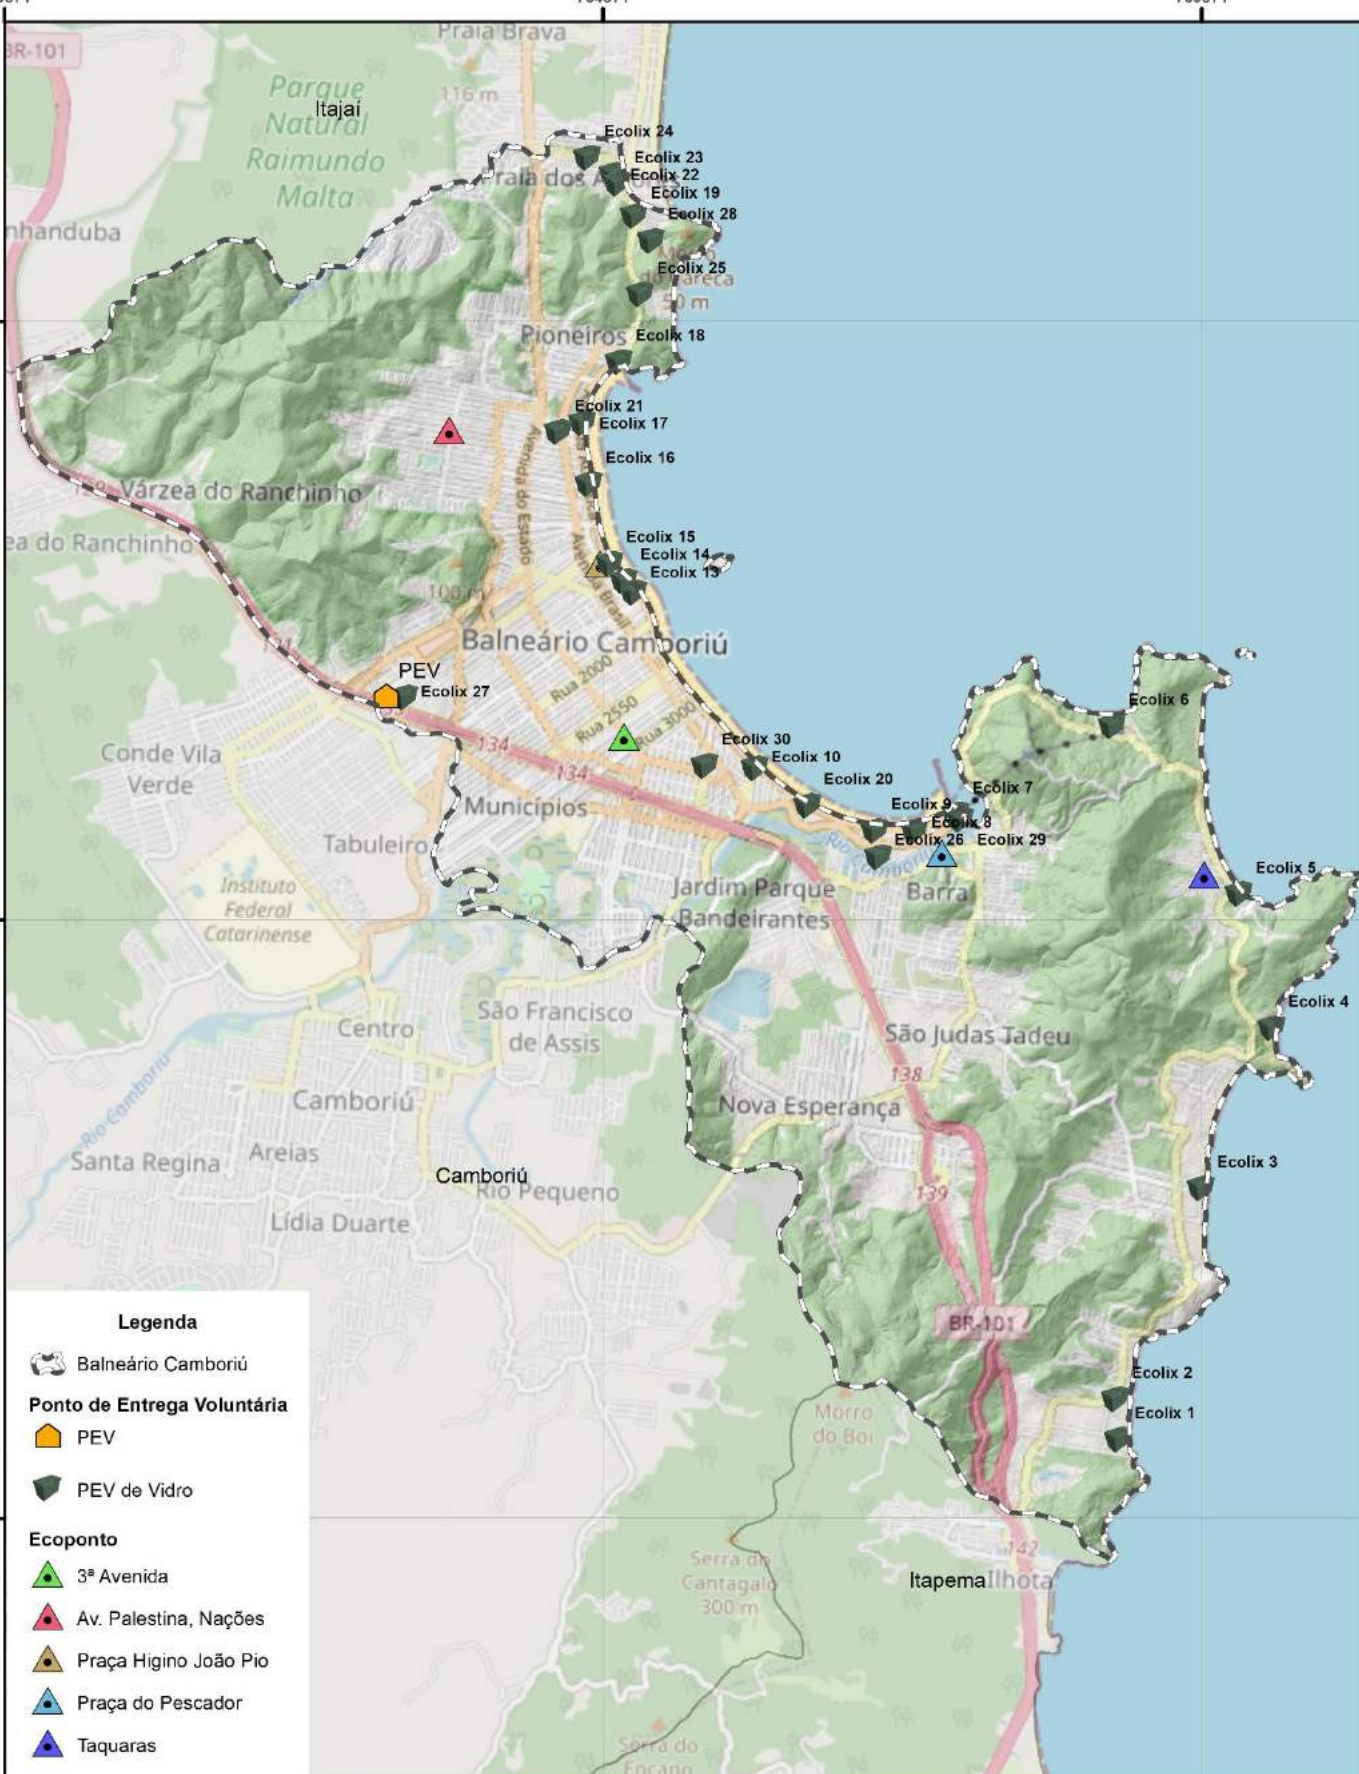 Praia Brava
BR-101
Parque
Natural
Raimundo
Malta
Itajaí
116 m
Ecolix 24
Ecolix 23
Ecolix 22
Ecolix 19
Ecolix 28
nhanduba
Ecolix 25
50 m
Pioneiros
Ecolix 18
Ecolix 21
Ecolix 17
Ecolix 16
Avenida do Estado
Várzea do Ranchinho
ea do Ranchinho
Ecolix 15
Ecolix 14
Ecolix 13
Balneário Camboriú
Rua 2000
Rua 2550
Rua 3000
PEV
Ecolix 27
134
134
Conde Vila
Verde
Municípios
Tabuleiro
Ecolix 30
Ecolix 10
Ecolix 20
Ecolix 6
Ecolix 7
Ecolix 9
Ecolix 8
Ecolix 26
Ecolix 29
Ecolix 5
Instituto
Federal
Catarinense
Jardim Parque
Bandeirantes
Barra
Ecolix 4
São Francisco
de Assis
Centro
São Judas Tadeu
138
Camboriú
Nova Esperança
Rio Camboriú
Santa Regina
Areias
Camboriú
Rio Pequeno
Lídia Duarte
Ecolix 3
139
BR-101
Ecolix 2
Ecolix 1
Morro
do Boi
142
Serra do
Cantagalo
300 m
Itapema
Ilhota
Serra do
Encano
Legenda
Balneário Camboriú
Ponto de Entrega Voluntária
PEV
PEV de Vidro
Ecoponto
3ª Avenida
Av. Palestina, Nações
Praça Higino João Pio
Praça do Pescador
Taquaras